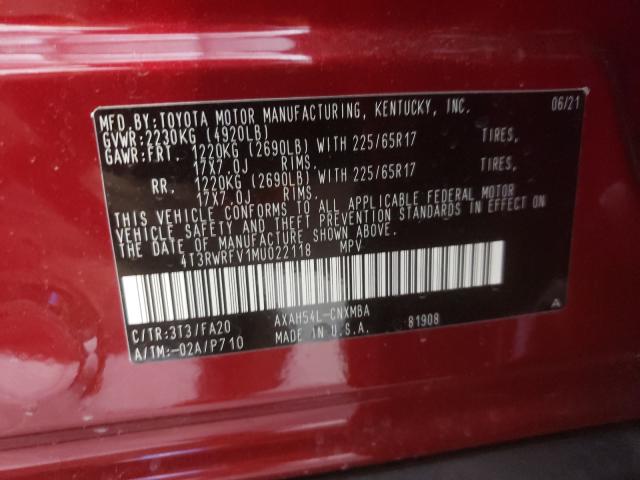 MFD.BY:TOYOTA MOTOR MANUFACTURING, KENTUCKY, INC. 06/21
GVWR:2230KG (4920LB)
GAWR:FRT. 1220KG (2690LB) WITH 225/65R17 TIRES,
17X7.0J RIMS.
RR. 1220KG (2690LB) WITH 225/65R17 TIRES,
17X7.0J RIMS.
THIS VEHICLE CONFORMS TO ALL APPLICABLE FEDERAL MOTOR
VEHICLE SAFETY AND THEFT PREVENTION STANDARDS IN EFFECT ON
THE DATE OF MANUFACTURE SHOWN ABOVE.
4T3RWRFV1MU022118 MPV
C/TR:3T3/FA20 AXAH54L-CNXMBA A
A/TM:-02A/P710 MADE IN U.S.A. 81908